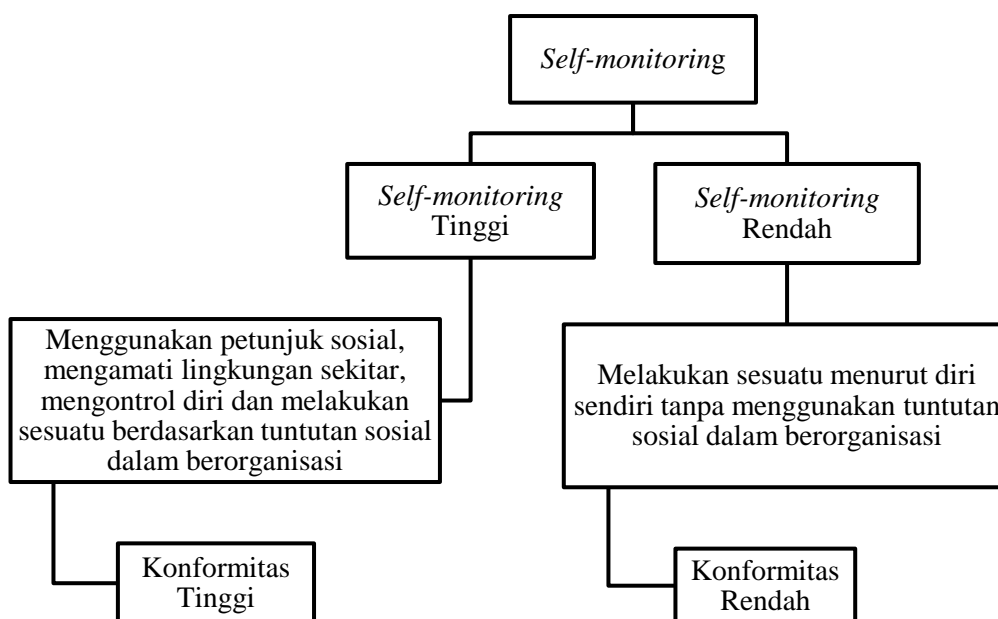 Self-monitoring
Self-monitoring
Tinggi
Self-monitoring
Rendah
Menggunakan petunjuk sosial,
mengamati lingkungan sekitar,
mengontrol diri dan melakukan
sesuatu berdasarkan tuntutan sosial
dalam berorganisasi
Melakukan sesuatu menurut diri
sendiri tanpa menggunakan tuntutan
sosial dalam berorganisasi
Konformitas
Tinggi
Konformitas
Rendah